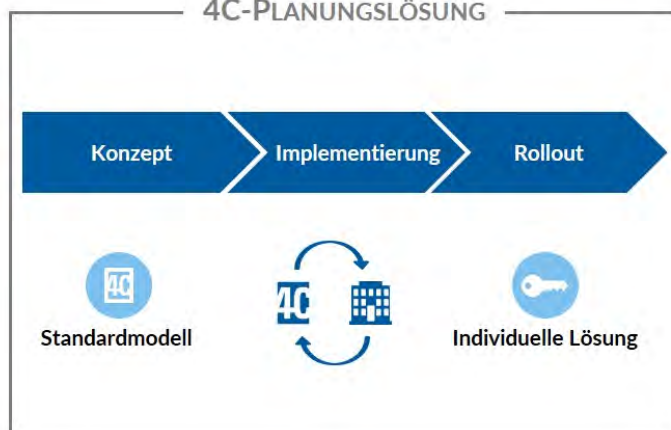 4C-PLANUNGSLÖSUNG
Konzept
Implementierung
Rollout
4C
4C
Standardmodell
Individuelle Lösung